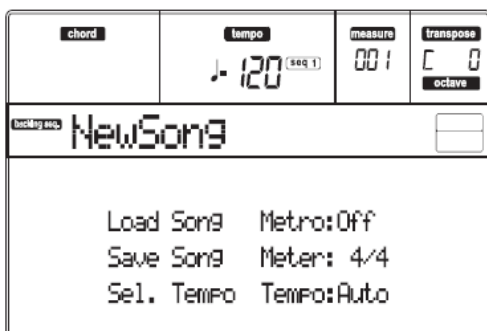 chord tempo measure transpose
♩= 120 seq 1 001 C 0
octave
backing seq. NewSong
Load Song Metro:Off
Save Song Meter: 4/4
Sel. Tempo Tempo:Auto